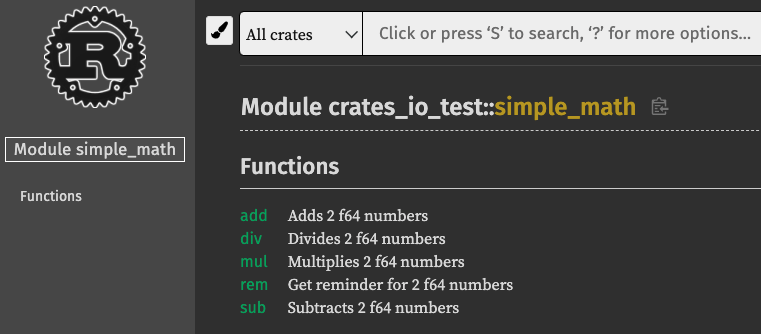 R
All crates
Click or press ‘S’ to search, ‘?’ for more options...
Module simple_math
Functions
Module crates_io_test::simple_math
Functions
add Adds 2 f64 numbers
div Divides 2 f64 numbers
mul Multiplies 2 f64 numbers
rem Get reminder for 2 f64 numbers
sub Subtracts 2 f64 numbers